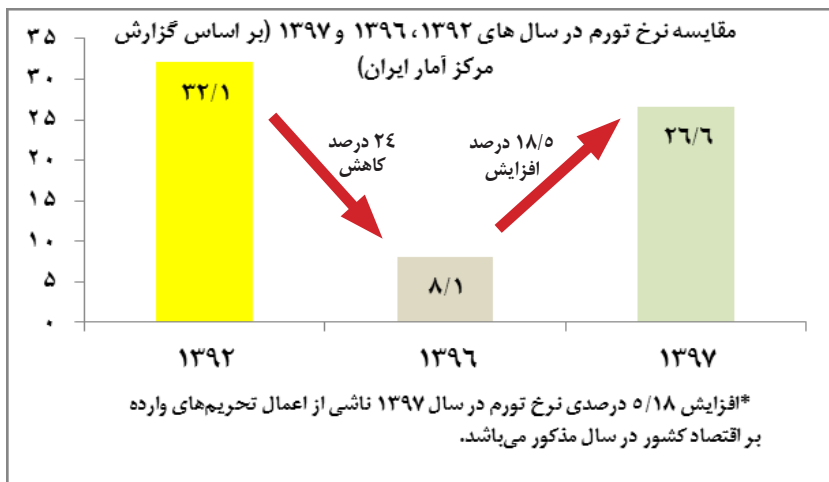 مقایسه نرخ تورم در سال های ۱۳۹۲، ۱۳۹۶ و ۱۳۹۷ (بر اساس گزارش
مرکز آمار ایران)
۳۵
۳۰
۲۵
۲۰
۱۵
۱۰
۵
۰
۳۲/۱
۲۴ درصد
کاهش
۸/۱
۱۸/۵ درصد
افزایش
۲۶/۶
۱۳۹۲
۱۳۹۶
۱۳۹۷
*افزایش ۵/۱۸ درصدی نرخ تورم در سال ۱۳۹۷ ناشی از اعمال تحریم‌های وارده
بر اقتصاد کشور در سال مذکور می‌باشد.